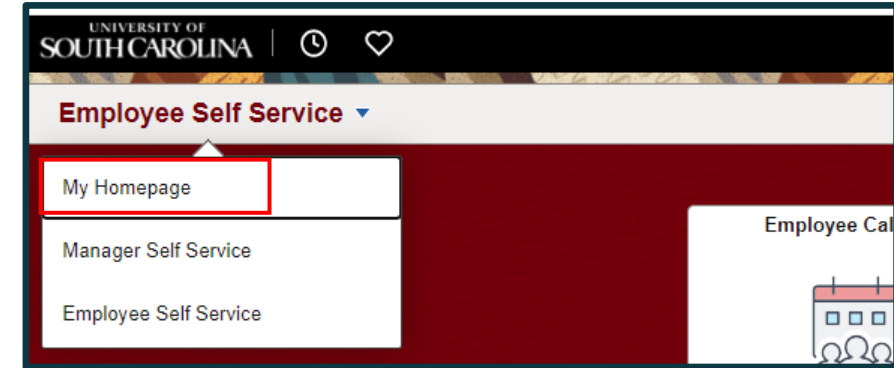 UNIVERSITY OF
SOUTH CAROLINA
Employee Self Service
My Homepage
Manager Self Service
Employee Self Service
Employee Cal